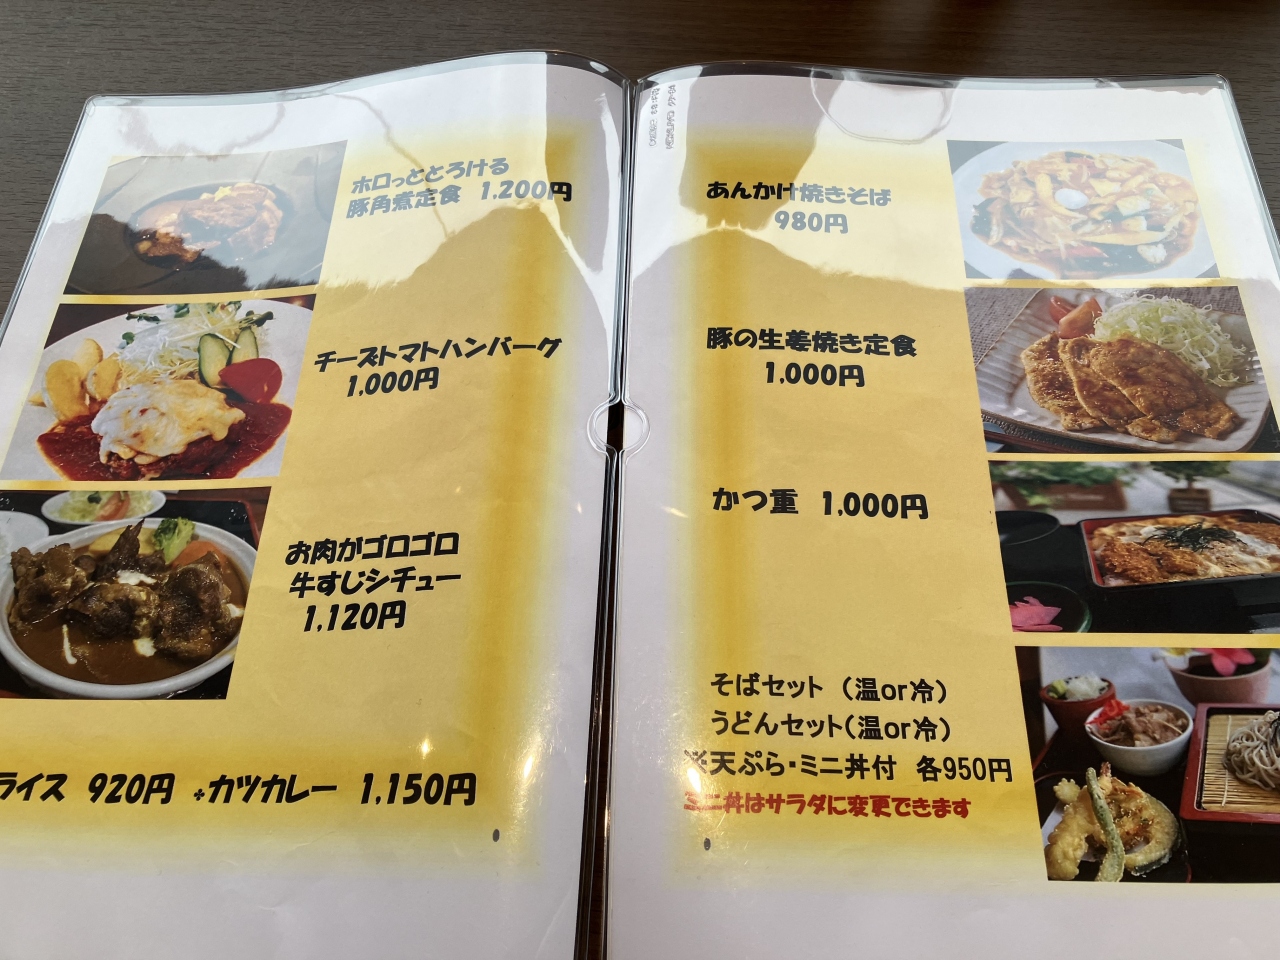 ホロっととろける
豚角煮定食 1,200円
チーズトマトハンバーグ
1,000円
お肉がゴロゴロ
牛すじシチュー
1,120円
ライス 920円 ・カツカレー 1,150円
あんかけ焼きそば
980円
豚の生姜焼き定食
1,000円
かつ重 1,000円
そばセット (温or冷)
うどんセット(温or冷)
※天ぷら・ミニ丼付 各950円
ミニ丼はサラダに変更できます